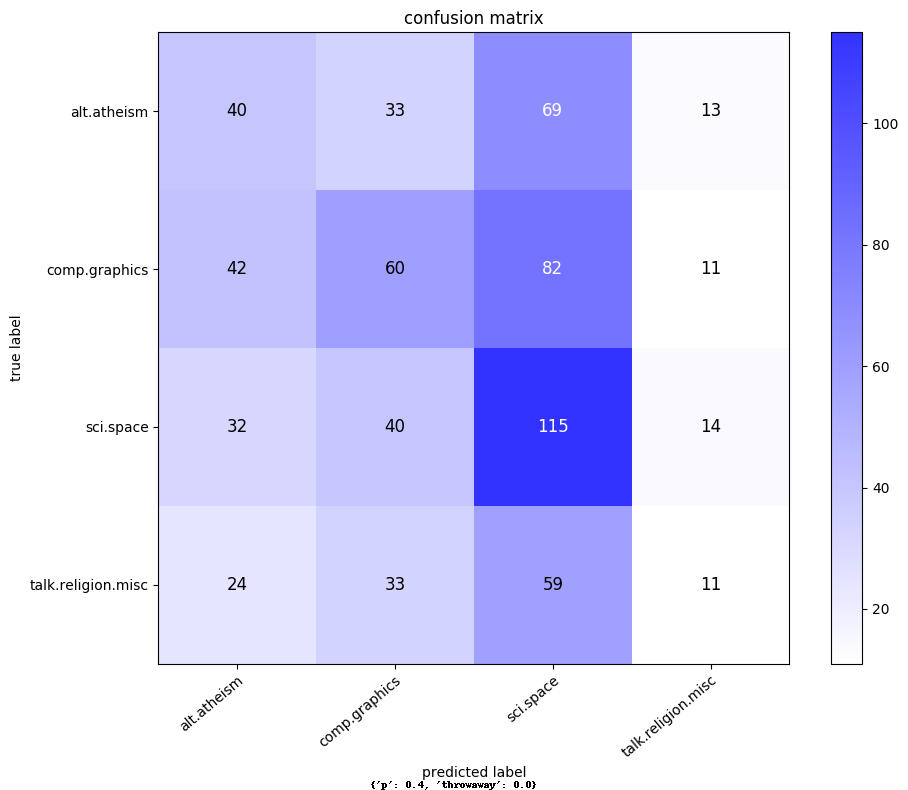 confusion matrix
alt.atheism 40 33 69 13
100
comp.graphics 42 60 82 11
80
true label
60
sci.space 32 40 115 14
40
talk.religion.misc 24 33 59 11
20
alt.atheism
comp.graphics
sci.space
talk.religion.misc
predicted label
{'p': 0.4, 'throwaway': 0.0}